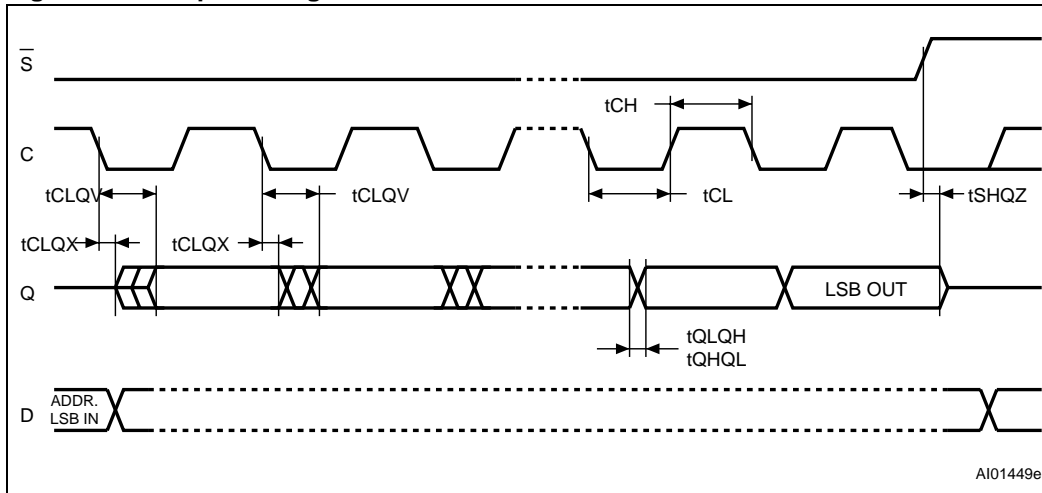 S
tCH
C
tCLQV
tCLQV
tCL
tSHQZ
tCLQX
tCLQX
Q
LSB OUT
tQLQH
tQHQL
ADDR.
D
LSB IN
AI01449e